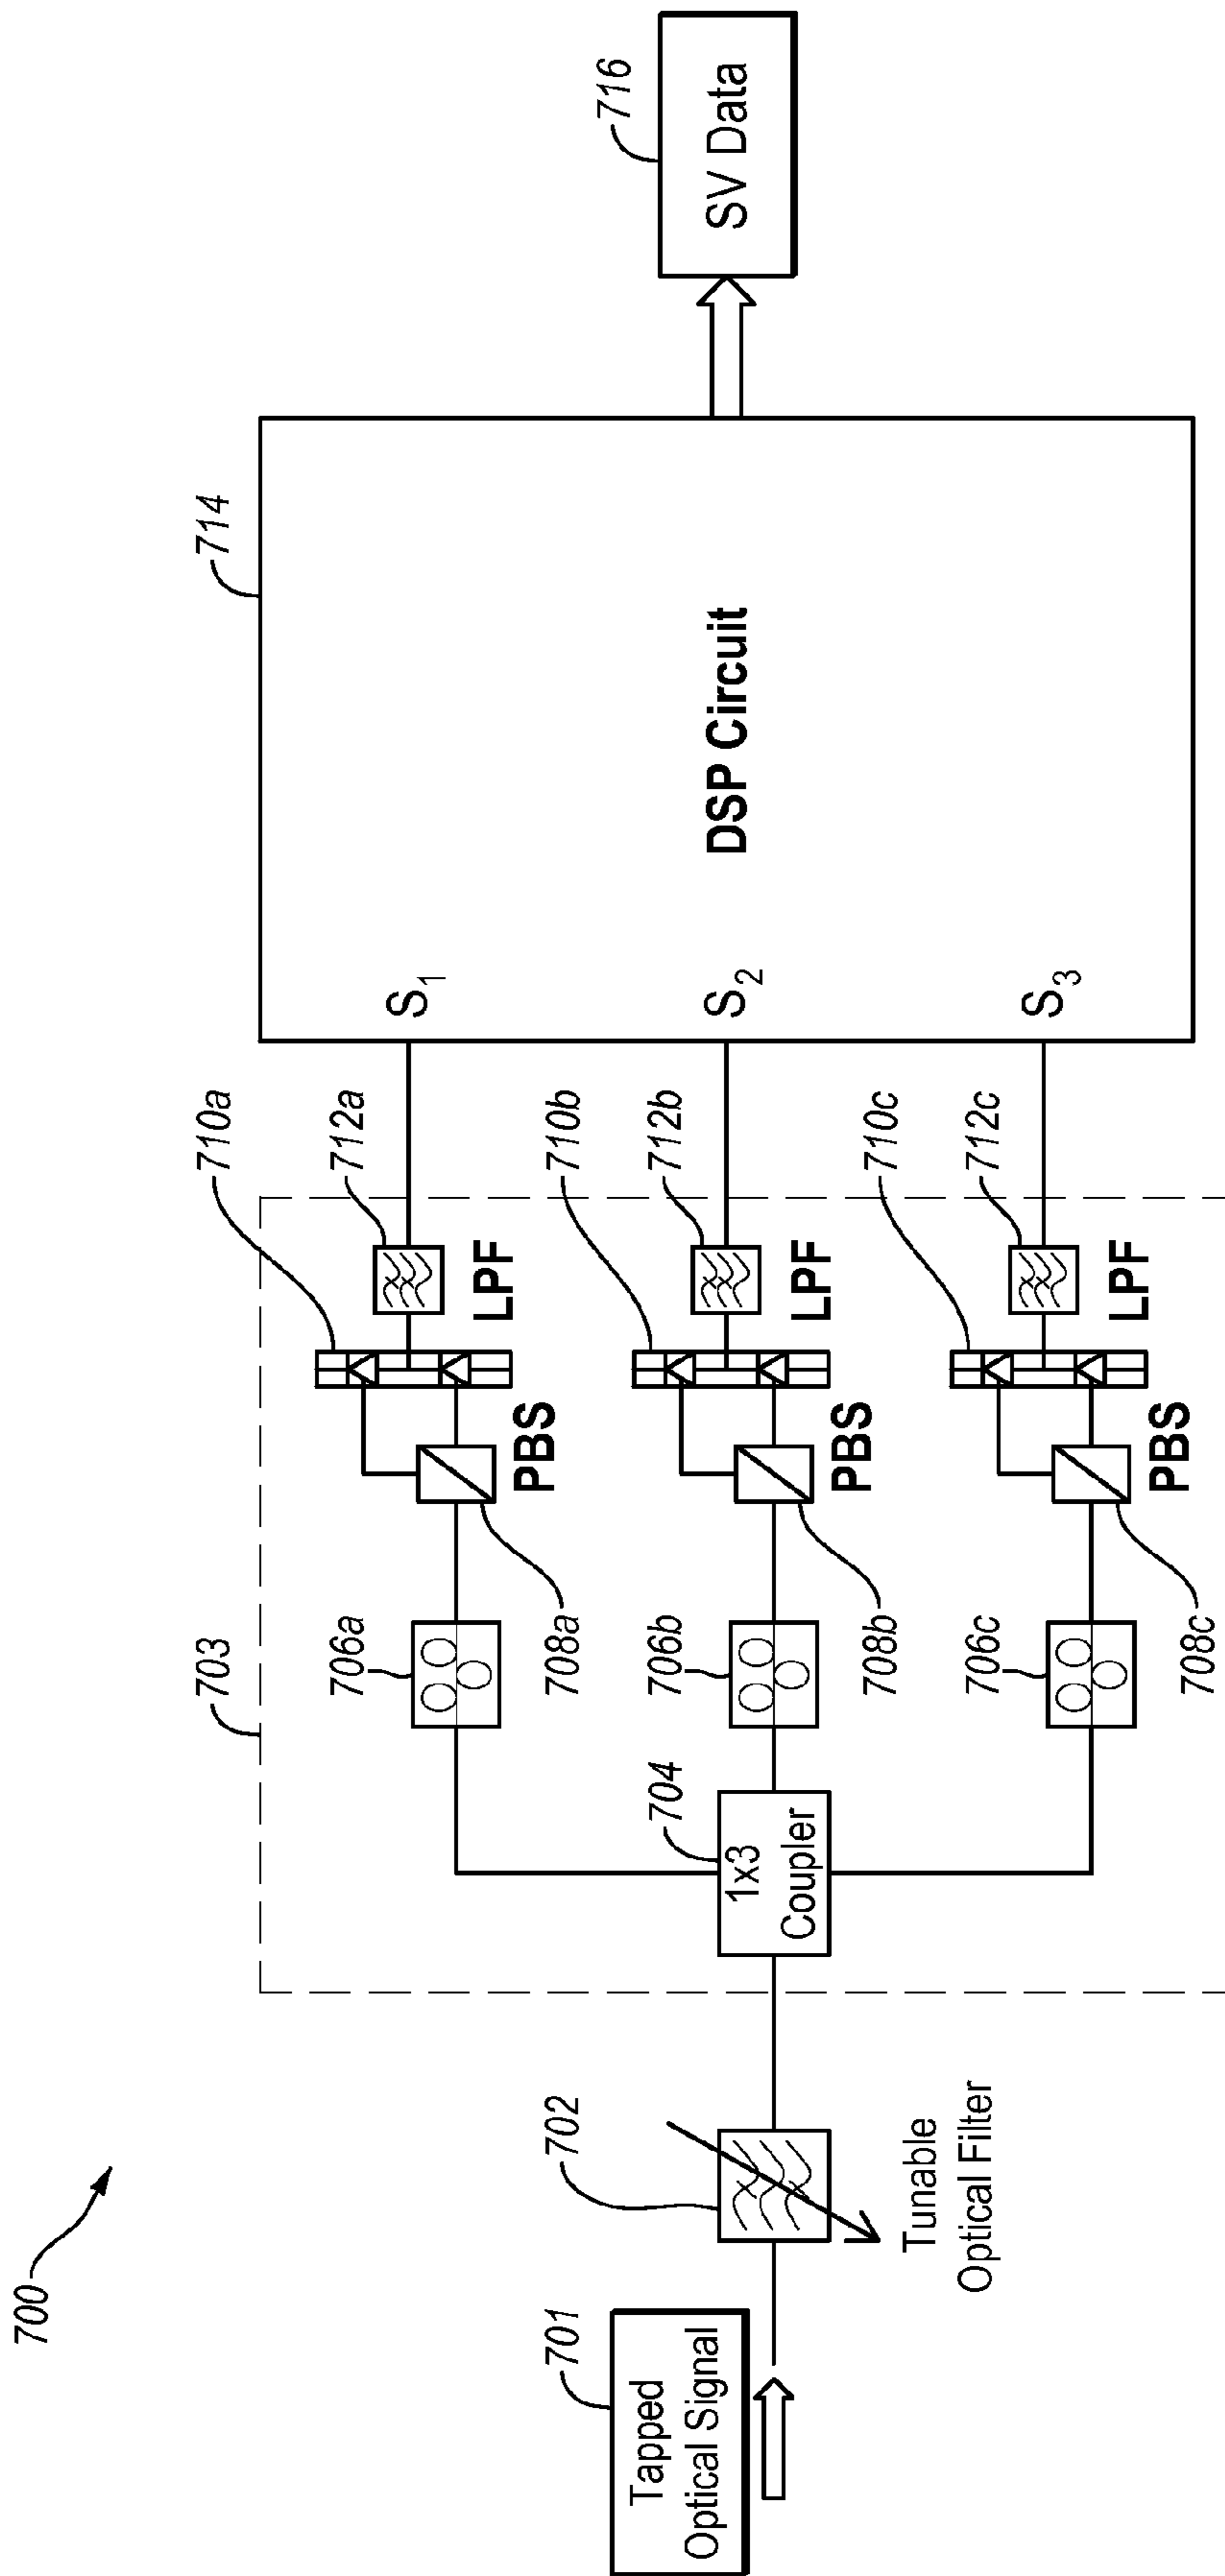 700
701
Tapped
Optical Signal
702
Tunable
Optical Filter
703
704
1x3
Coupler
706a
708a
PBS
710a
712a
LPF
706b
708b
PBS
710b
712b
LPF
706c
708c
PBS
710c
712c
LPF
714
S1
S2
S3
DSP Circuit
716
SV Data